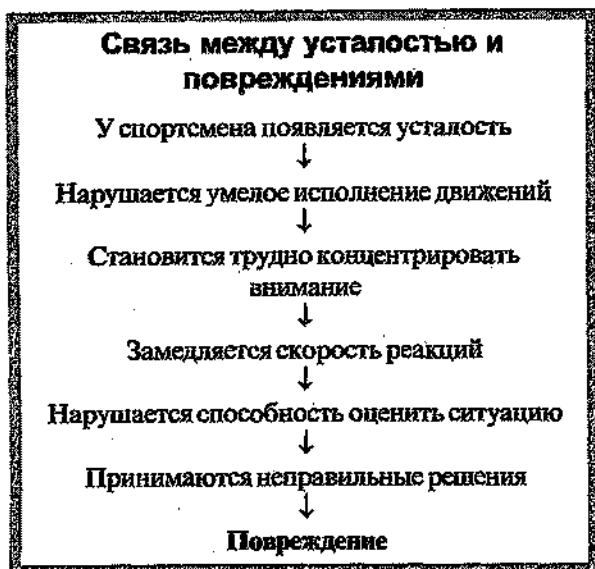 Связь между усталостью и
повреждениями
У спортсмена появляется усталость
↓
Нарушается умелое исполнение движений
↓
Становится трудно концентрировать
внимание
↓
Замедляется скорость реакций
↓
Нарушается способность оценить ситуацию
↓
Принимаются неправильные решения
↓
Повреждение